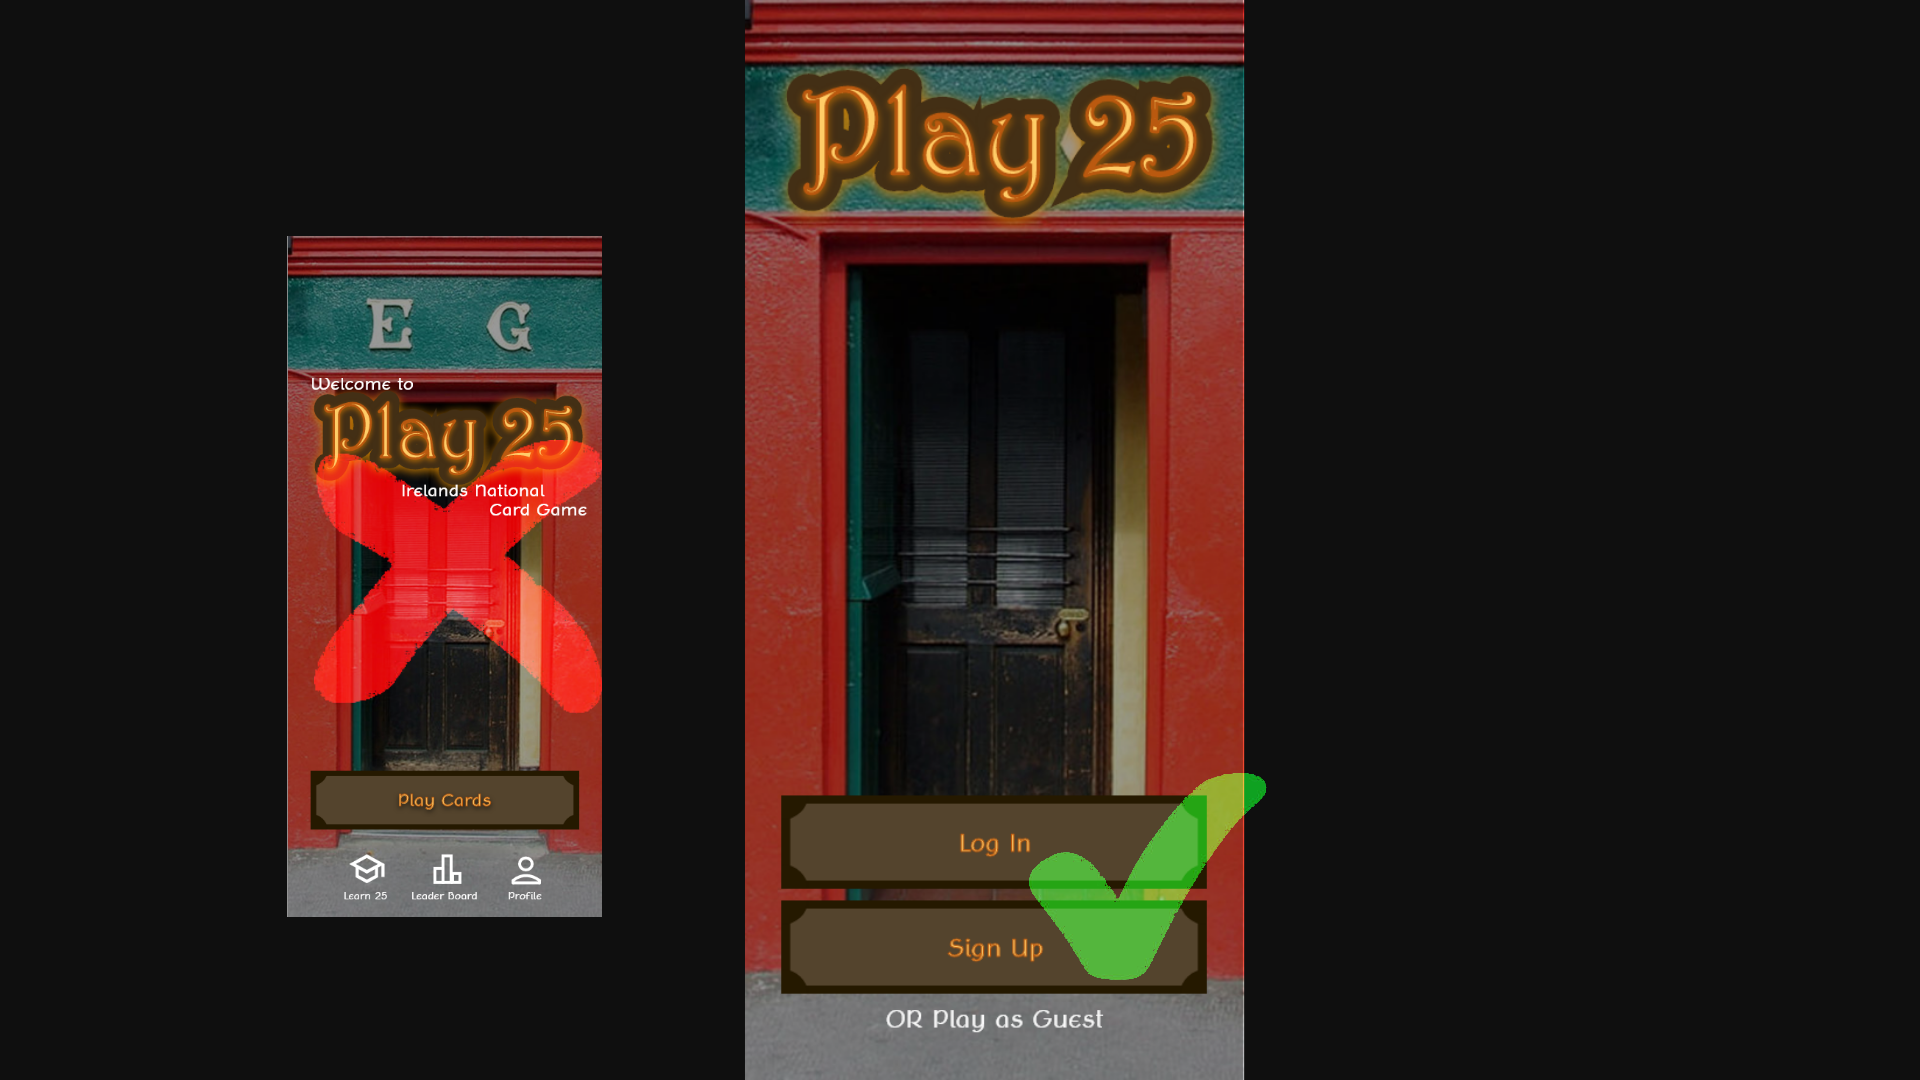 E G
Welcome to
Play 25
Irelands National
Card Game
Play Cards
Learn 25
Leader Board
Profile
Play 25
Log In
Sign Up
OR Play as Guest